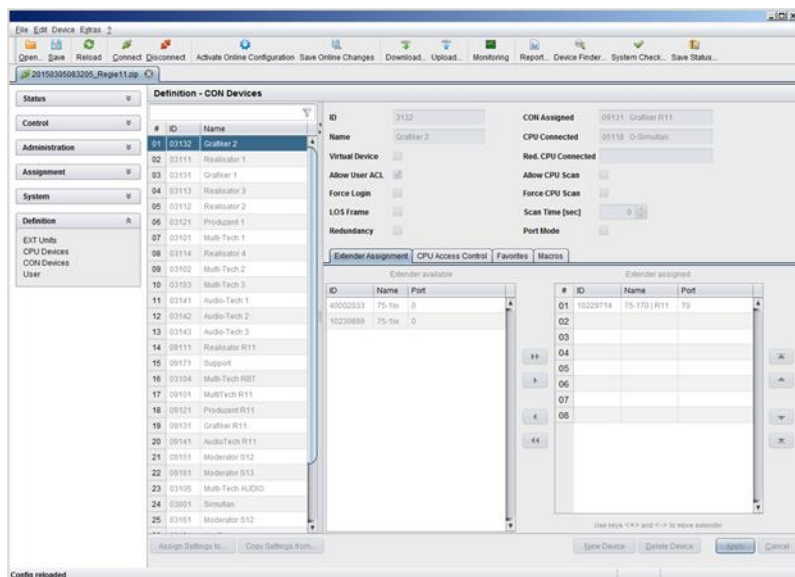 File Edit Device Extras ?
Open... Save Reload Connect Disconnect Activate Online Configuration Save Online Changes Download... Upload... Monitoring Report... Device Finder... System Check... Save Status...
20150305083205_Regie11.zip
Status
Control
Administration
Assignment
System
Definition
EXT Units
CPU Devices
CON Devices
User
Definition - CON Devices
# ID Name
01 03132 Grafiker 2
02 03111 Realisator 1
03 03131 Grafiker 1
04 03113 Realisator 3
05 03112 Realisator 2
06 03121 Produzent 1
07 03101 Multi-Tech 1
08 03114 Realisator 4
09 03102 Multi-Tech 2
10 03103 Multi-Tech 3
11 03141 Audio-Tech 1
12 03142 Audio-Tech 2
13 03143 Audio-Tech 3
14 09111 Realisator R11
15 09171 Support
16 03104 Multi-Tech RBT
17 09101 MultiTech R11
18 09121 Produzent R11
19 09131 Grafiker R11
20 09141 AudioTech R11
21 09151 Moderator S12
22 09181 Moderator S13
23 03105 Multi-Tech AUDIO
24 03001 Simultan
25 03161 Moderator S12
Assign Settings to... Copy Settings from...
ID 3132
Name Grafiker 2
Virtual Device
Allow User ACL
Force Login
LOS Frame
Redundancy
CON Assigned 09131 Grafiker R11
CPU Connected 05118 O-Simultan
Red. CPU Connected
Allow CPU Scan
Force CPU Scan
Scan Time [sec] 0
Port Mode
Extender Assignment CPU Access Control Favorites Macros
Extender available
ID Name Port
40002033 75-1 0
10230899 75-1 0
Extender assigned
# ID Name Port
01 10229714 75-170 | R11 70
02
03
04
05
06
07
08
Use keys <+> and <-> to move extender
New Device Delete Device Apply Cancel
Config reloaded